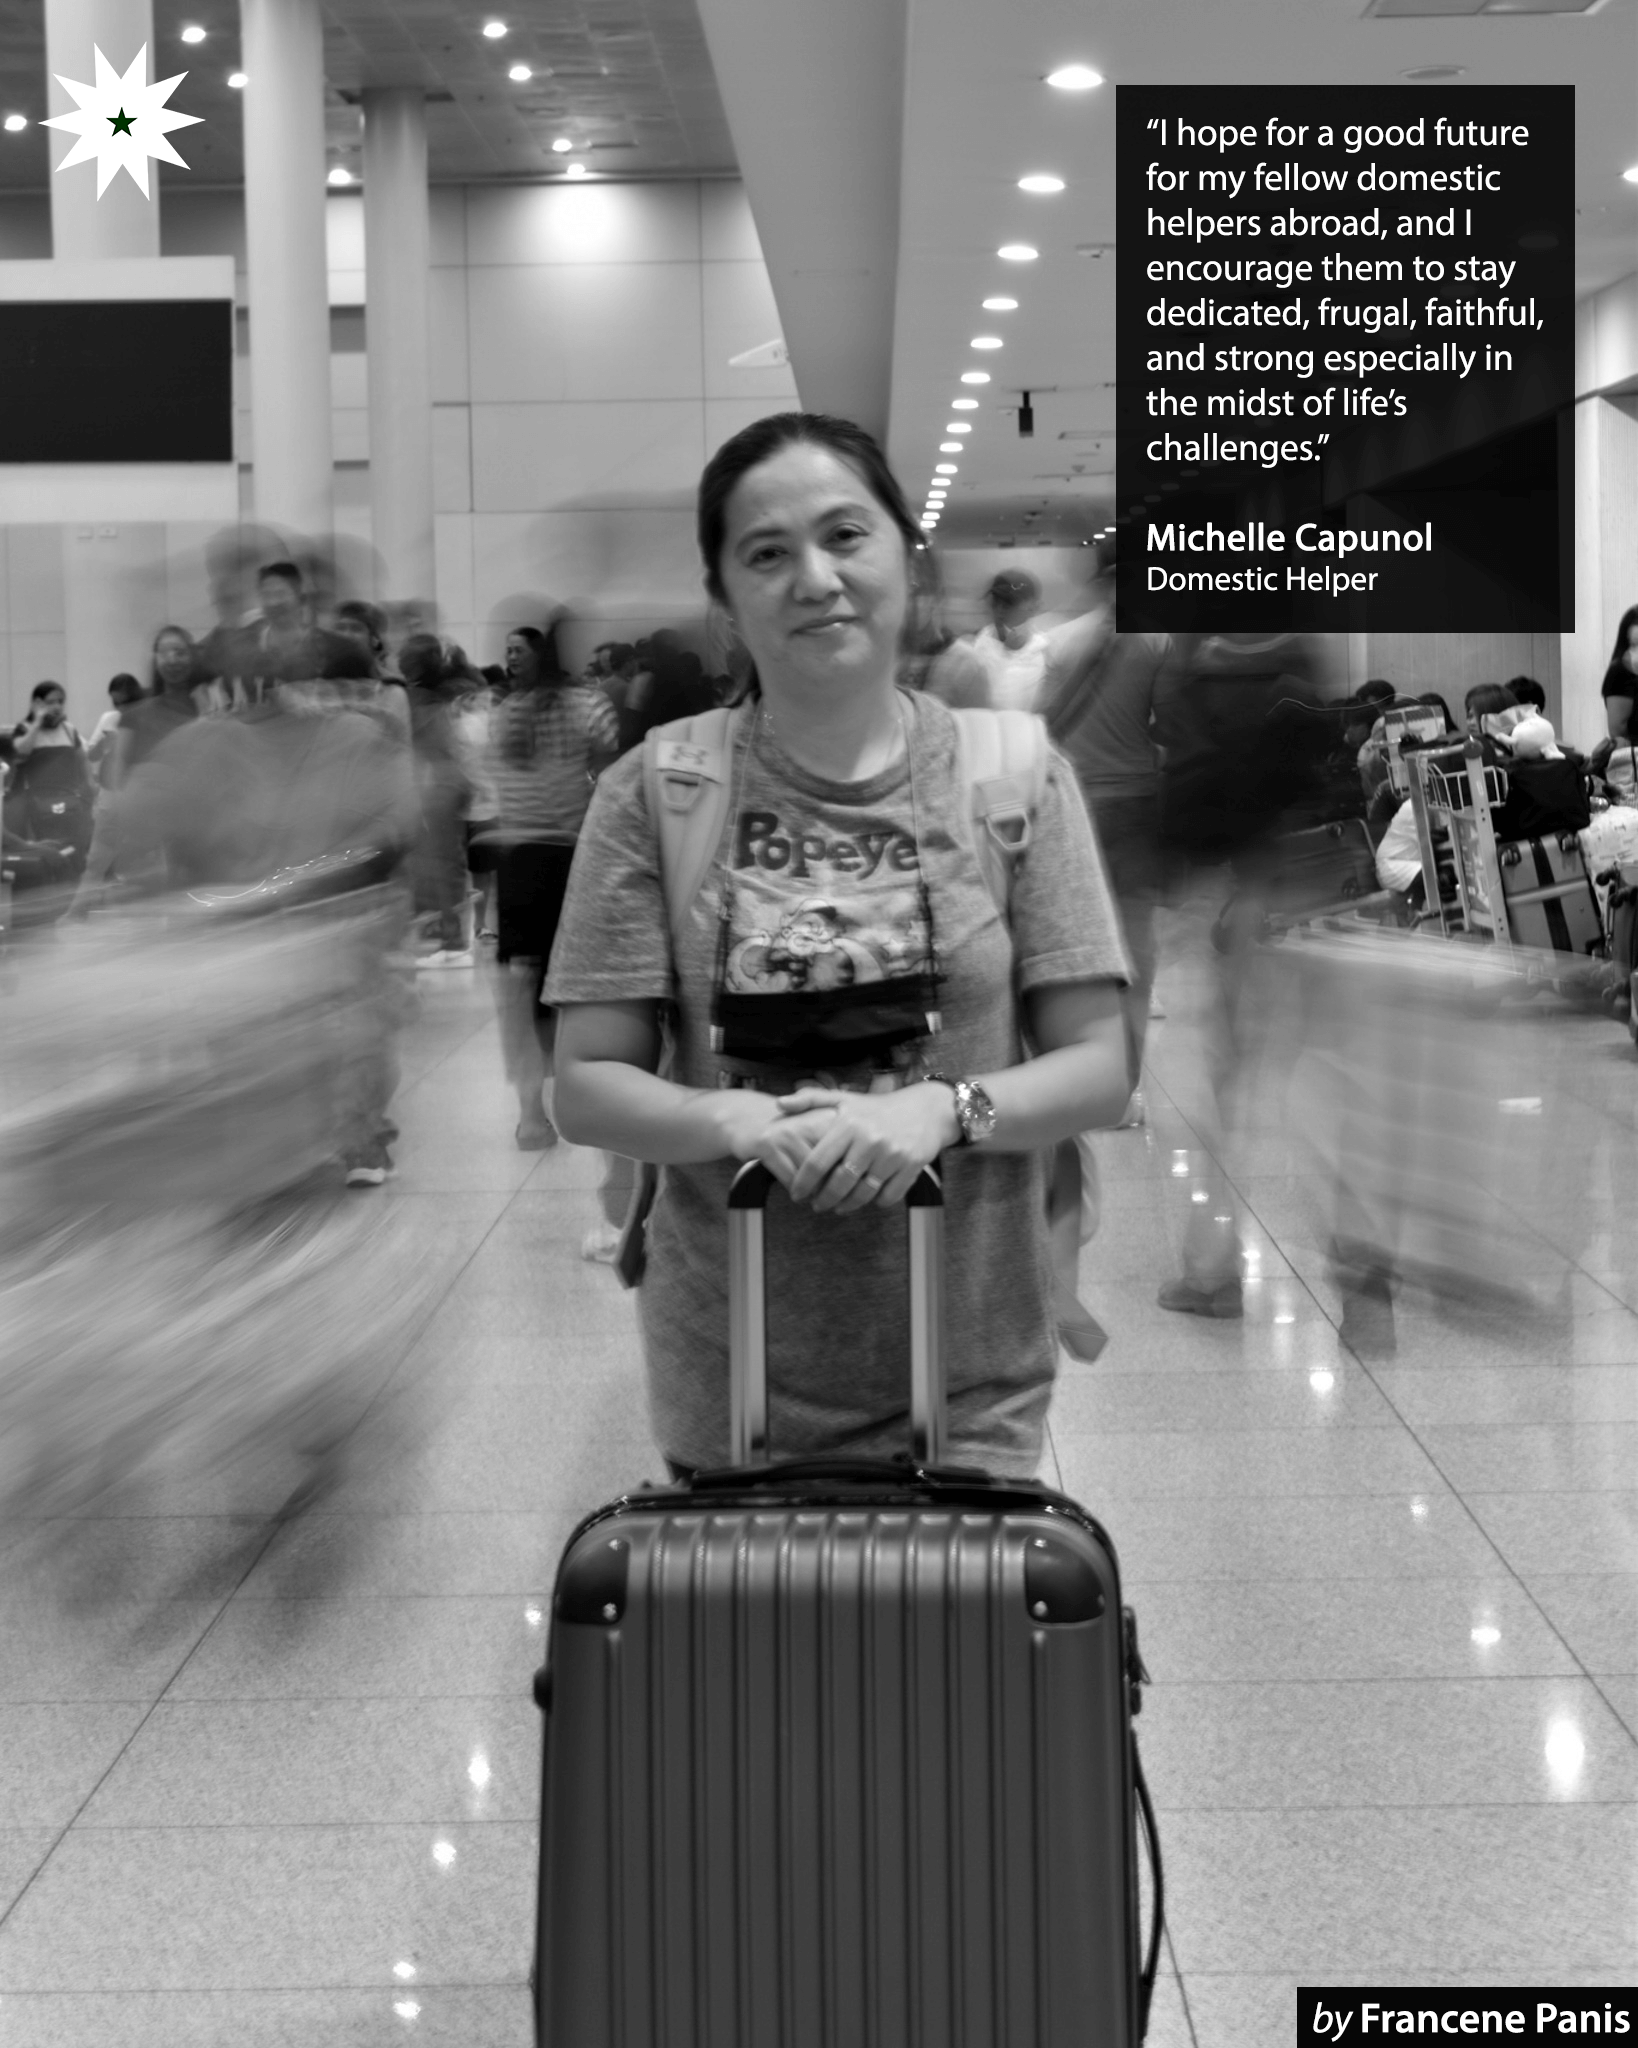 “I hope for a good future
for my fellow domestic
helpers abroad, and I
encourage them to stay
dedicated, frugal, faithful,
and strong especially in
the midst of life’s
challenges.”
Michelle Capunol
Domestic Helper
Popeye
by Francene Panis